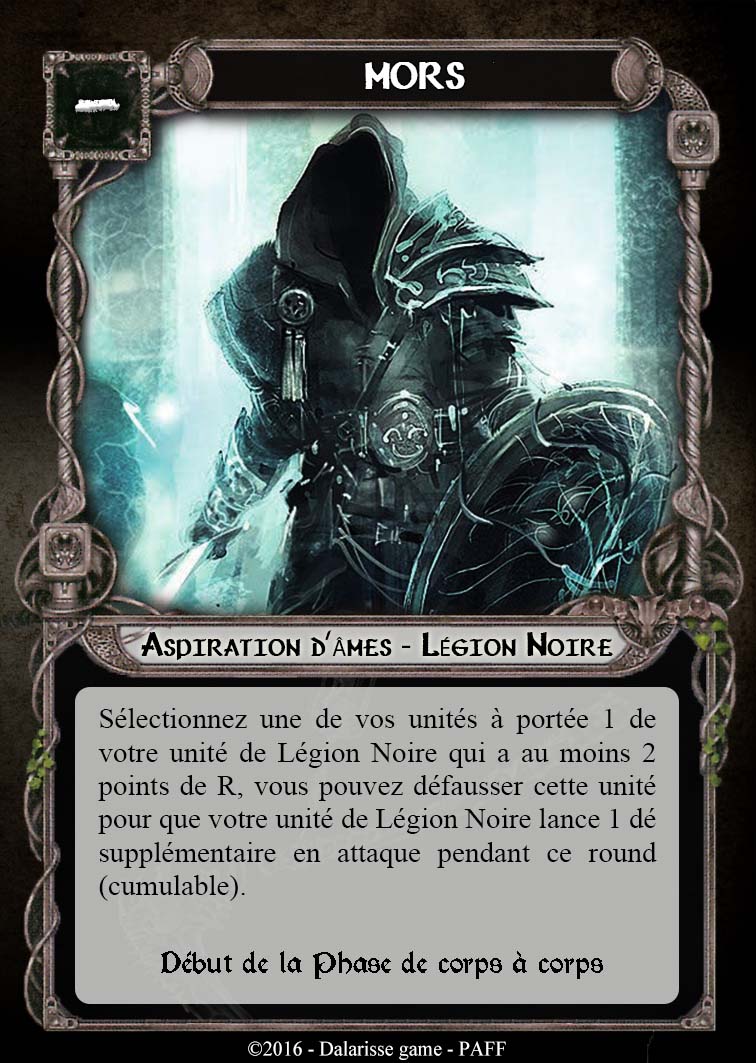 MORS
-
Aspiration d'âmes - Légion Noire
Sélectionnez une de vos unités à portée 1 de
votre unité de Légion Noire qui a au moins 2
points de R, vous pouvez défausser cette unité
pour que votre unité de Légion Noire lance 1 dé
supplémentaire en attaque pendant ce round
(cumulable).
Début de la Phase de corps à corps
©2016 - Dalarisse game - PAFF